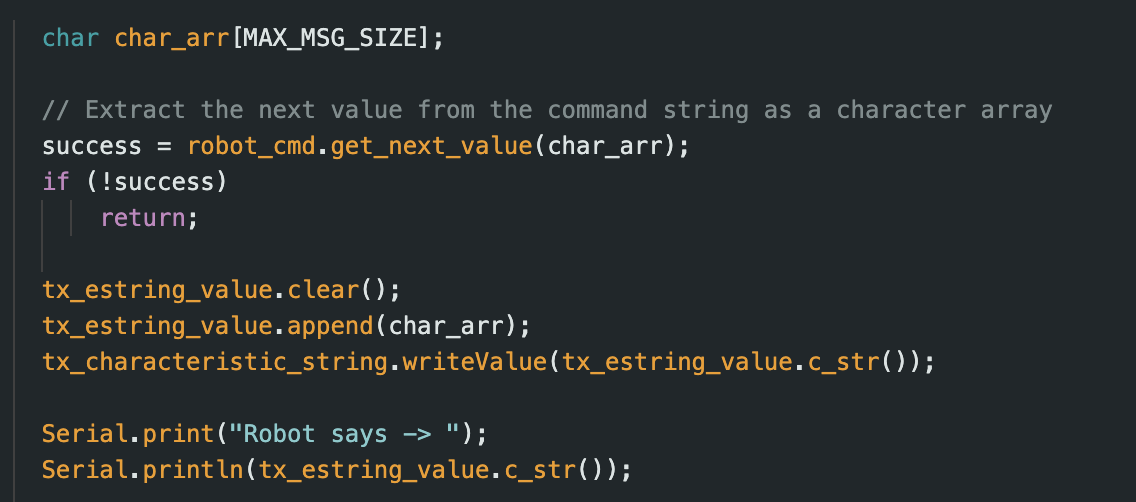 char char_arr[MAX_MSG_SIZE];
// Extract the next value from the command string as a character array
success = robot_cmd.get_next_value(char_arr);
if (!success)
return;
tx_estring_value.clear();
tx_estring_value.append(char_arr);
tx_characteristic_string.writeValue(tx_estring_value.c_str());
Serial.print("Robot says -> ");
Serial.println(tx_estring_value.c_str());